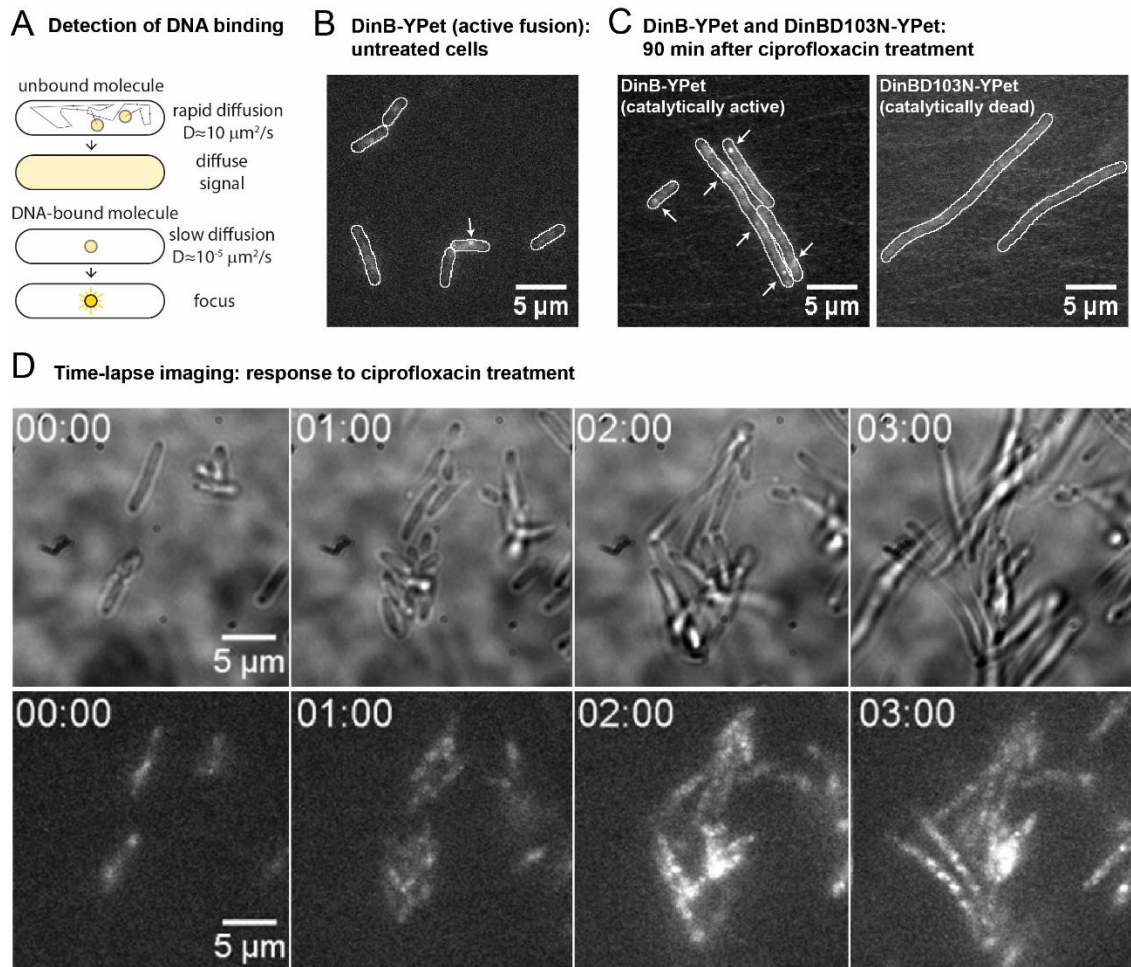 A Detection of DNA binding
unbound molecule
rapid diffusion
D≈10 μm²/s
diffuse
signal
DNA-bound molecule
slow diffusion
D≈10⁻⁵ μm²/s
focus
B DinB-YPet (active fusion):
untreated cells
5 μm
C DinB-YPet and DinBD103N-YPet:
90 min after ciprofloxacin treatment
DinB-YPet
(catalytically active)
5 μm
DinBD103N-YPet
(catalytically dead)
5 μm
D Time-lapse imaging: response to ciprofloxacin treatment
00:00
5 μm
01:00
02:00
03:00
00:00
5 μm
01:00
02:00
03:00